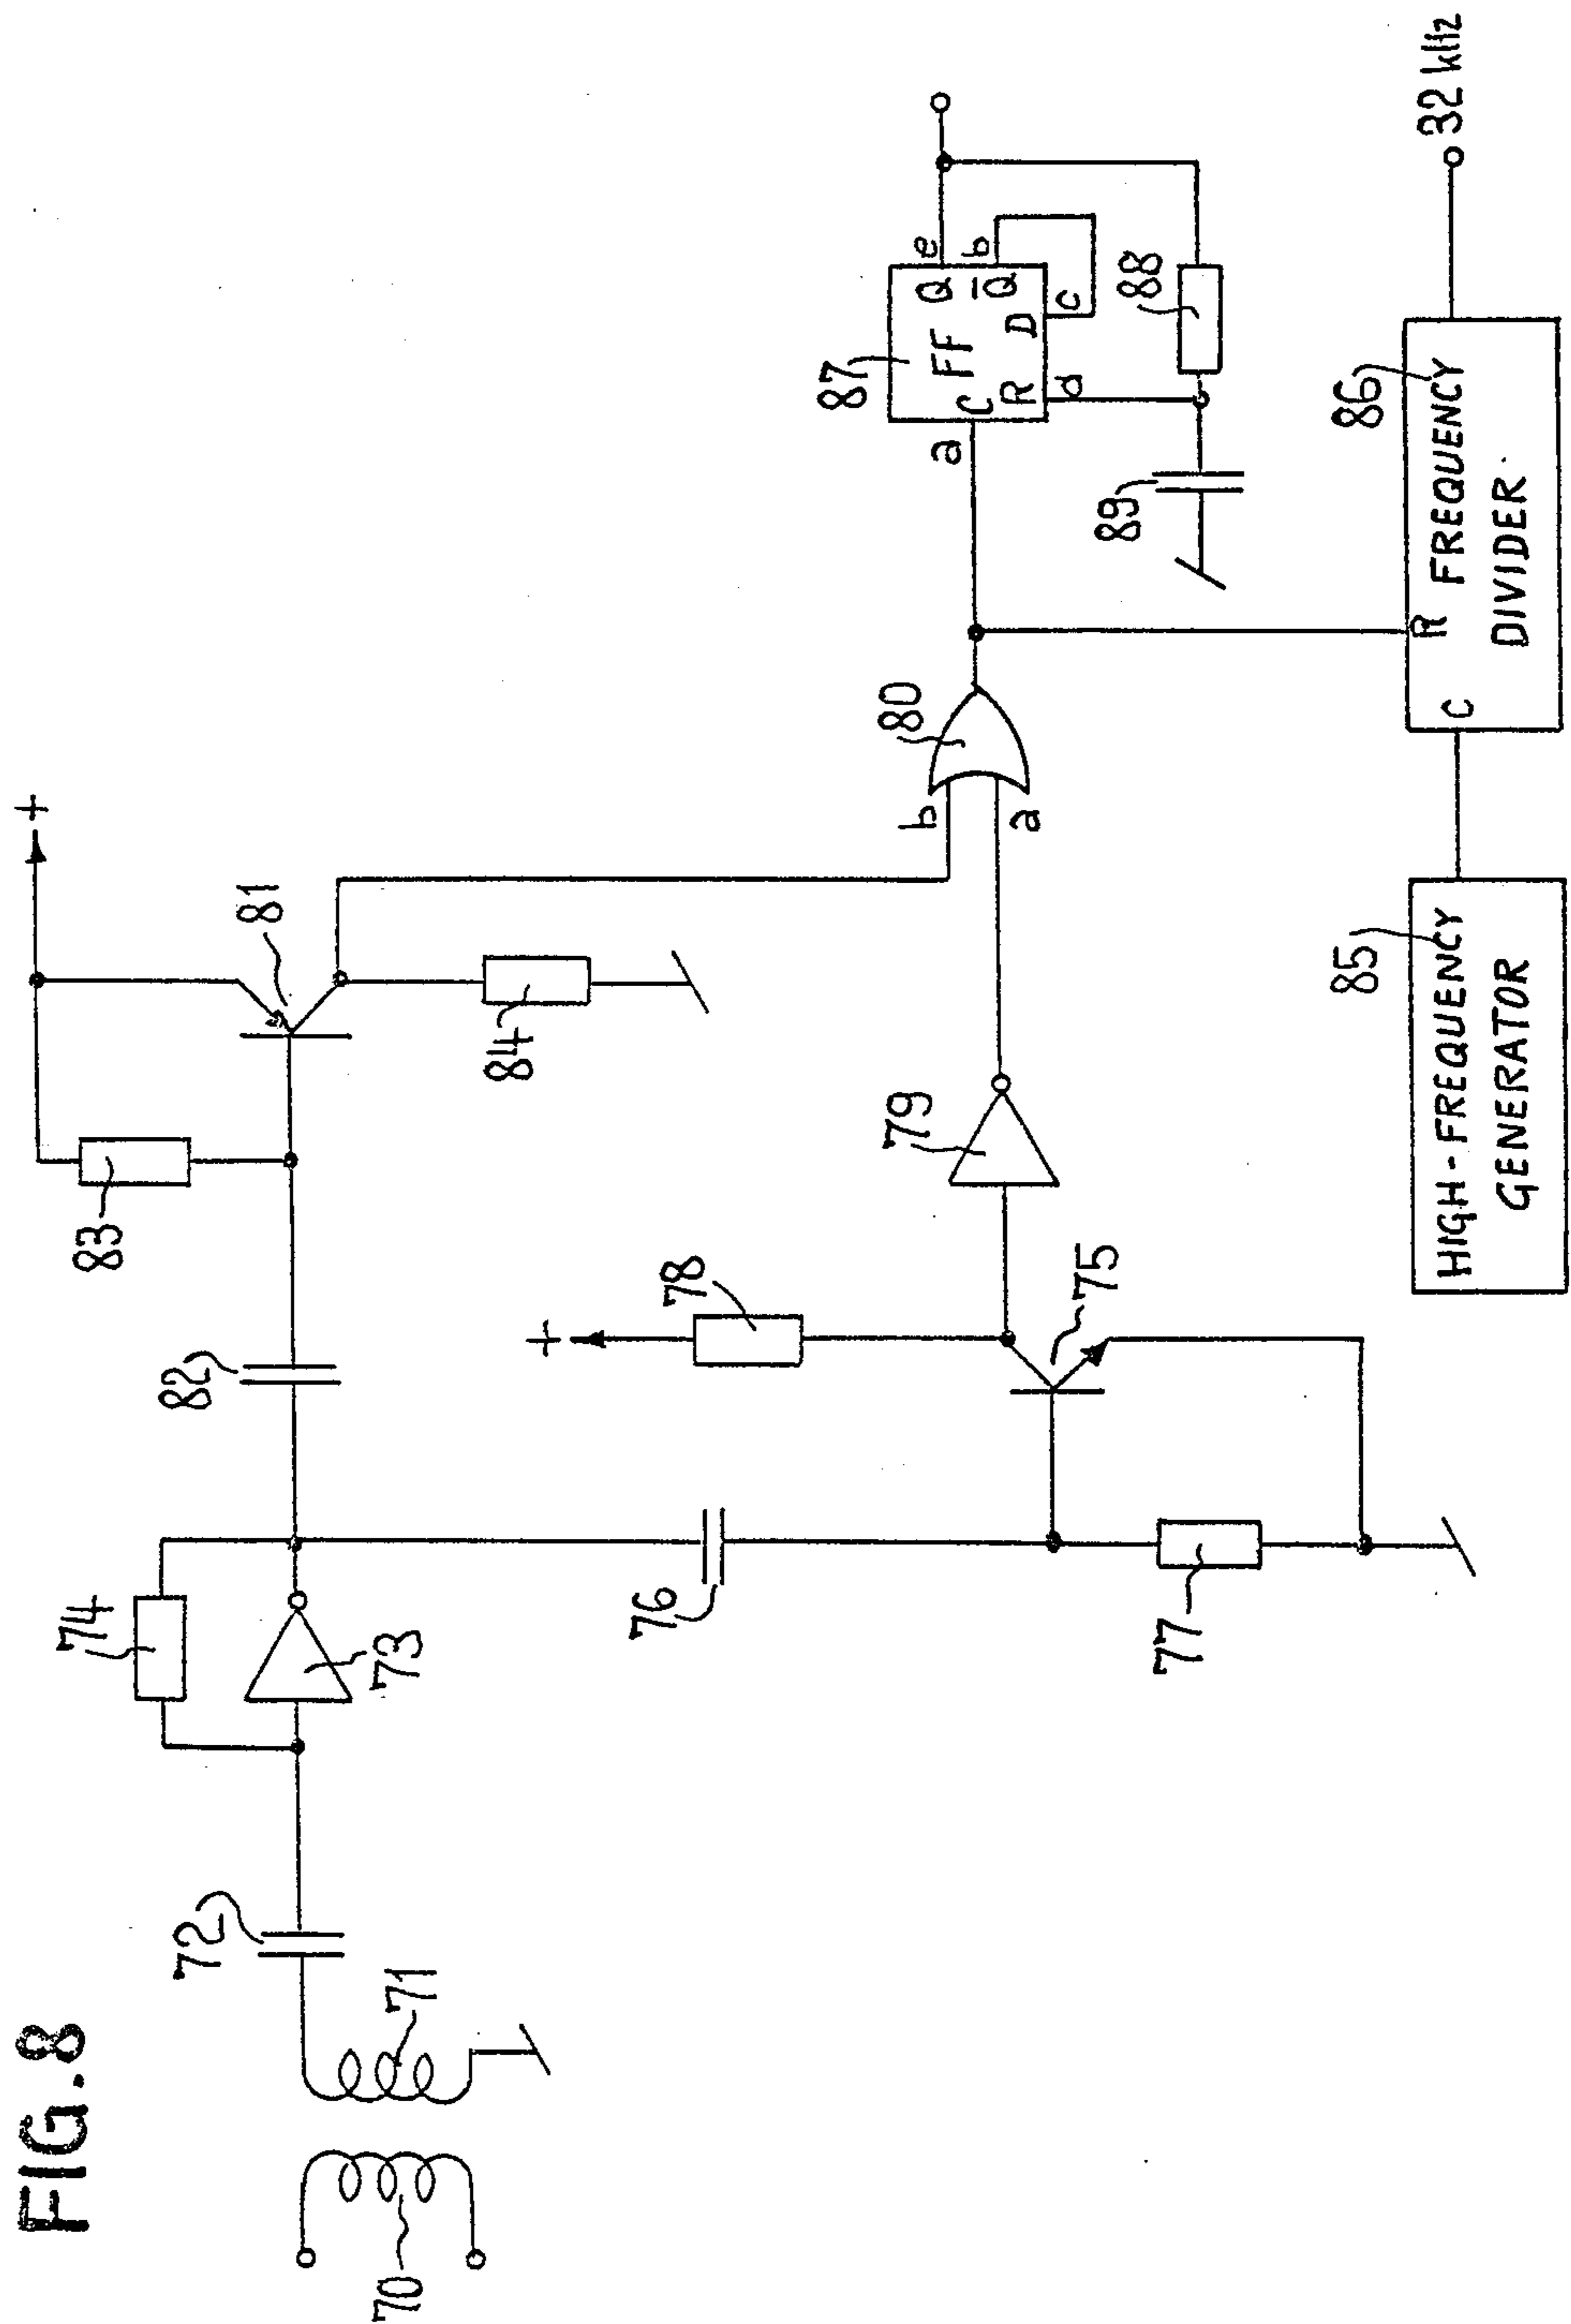 FIG. 8
70
71
72
73
74
75
76
77
78
+
79
80
a
b
81
82
83
+
84
85
HIGH-FREQUENCY
GENERATOR
86
C
R
FREQUENCY
DIVIDER
32 kHz
87
FF
C
R
D
Q
Q̅
a
b
c
d
e
88
89